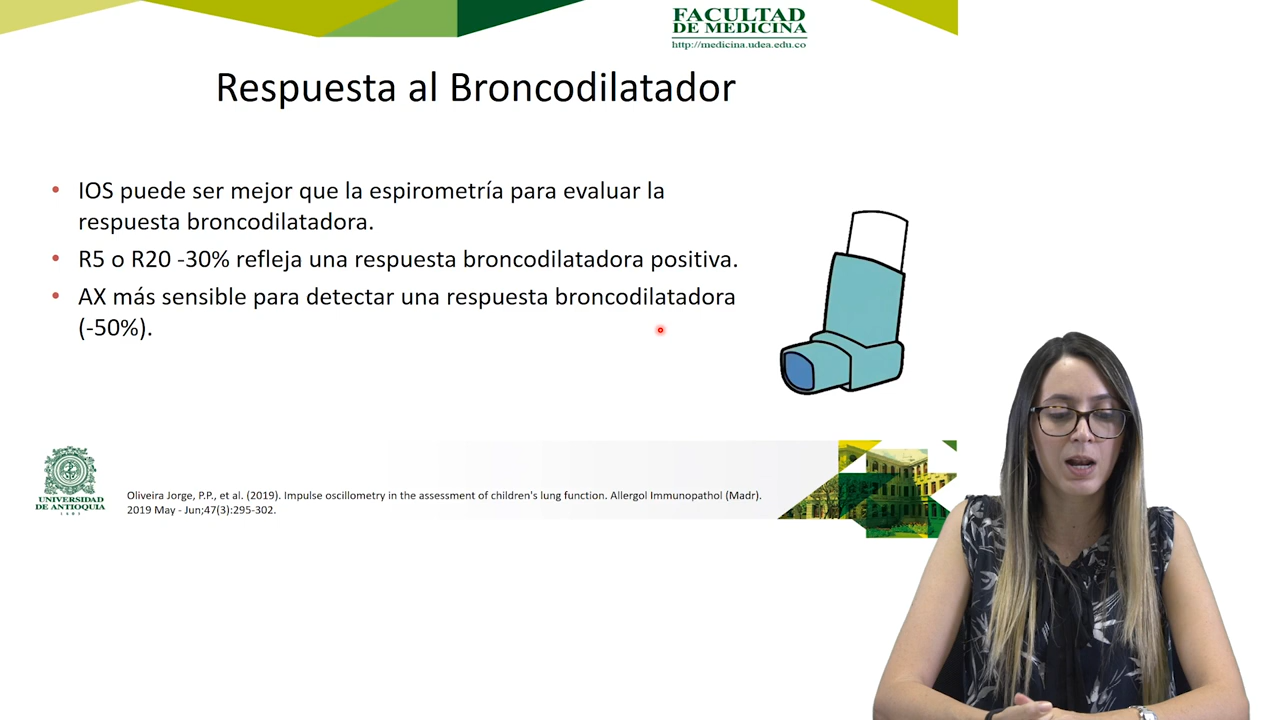 FACULTAD
DE MEDICINA
http://medicina.udea.edu.co
Respuesta al Broncodilatador
• IOS puede ser mejor que la espirometría para evaluar la
respuesta broncodilatadora.
• R5 o R20 -30% refleja una respuesta broncodilatadora positiva.
• AX más sensible para detectar una respuesta broncodilatadora
(-50%).
UNIVERSIDAD
DE ANTIOQUIA
1803
Oliveira Jorge, P.P., et al. (2019). Impulse oscillometry in the assessment of children's lung function. Allergol Immunopathol (Madr).
2019 May - Jun;47(3):295-302.